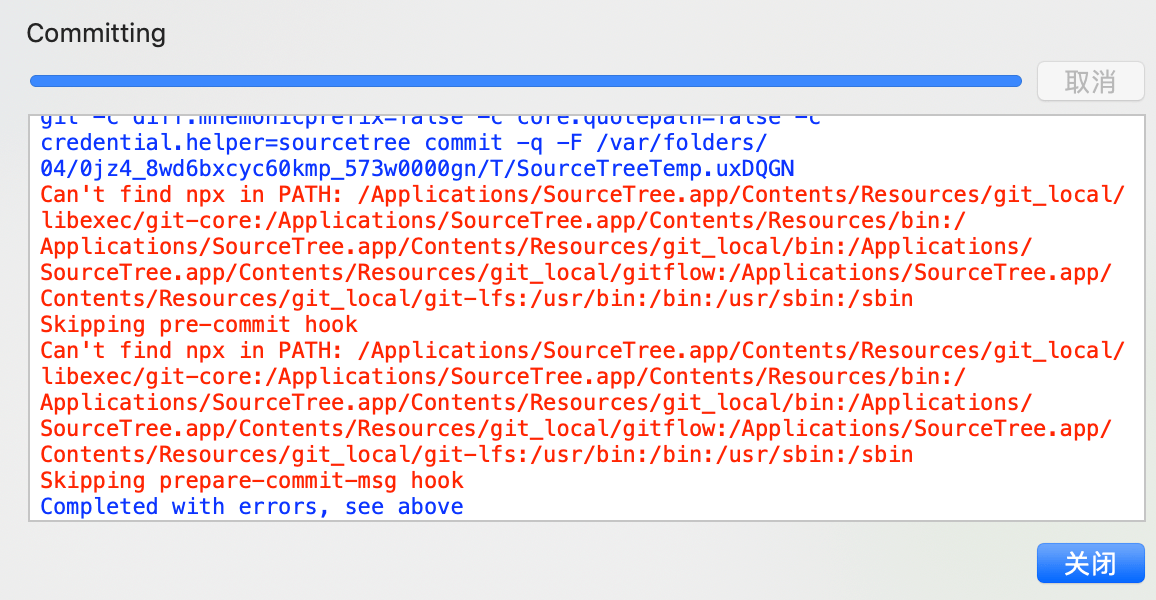 Committing
取消
git -c diff.mnemonicprefix=false -c core.quotepath=false -c
credential.helper=sourcetree commit -q -F /var/folders/
04/0jz4_8wd6bxcyc60kmp_573w0000gn/T/SourceTreeTemp.uxDQGN
Can't find npx in PATH: /Applications/SourceTree.app/Contents/Resources/git_local/
libexec/git-core:/Applications/SourceTree.app/Contents/Resources/bin:/
Applications/SourceTree.app/Contents/Resources/git_local/bin:/Applications/
SourceTree.app/Contents/Resources/git_local/gitflow:/Applications/SourceTree.app/
Contents/Resources/git_local/git-lfs:/usr/bin:/bin:/usr/sbin:/sbin
Skipping pre-commit hook
Can't find npx in PATH: /Applications/SourceTree.app/Contents/Resources/git_local/
libexec/git-core:/Applications/SourceTree.app/Contents/Resources/bin:/
Applications/SourceTree.app/Contents/Resources/git_local/bin:/Applications/
SourceTree.app/Contents/Resources/git_local/gitflow:/Applications/SourceTree.app/
Contents/Resources/git_local/git-lfs:/usr/bin:/bin:/usr/sbin:/sbin
Skipping prepare-commit-msg hook
Completed with errors, see above
关闭